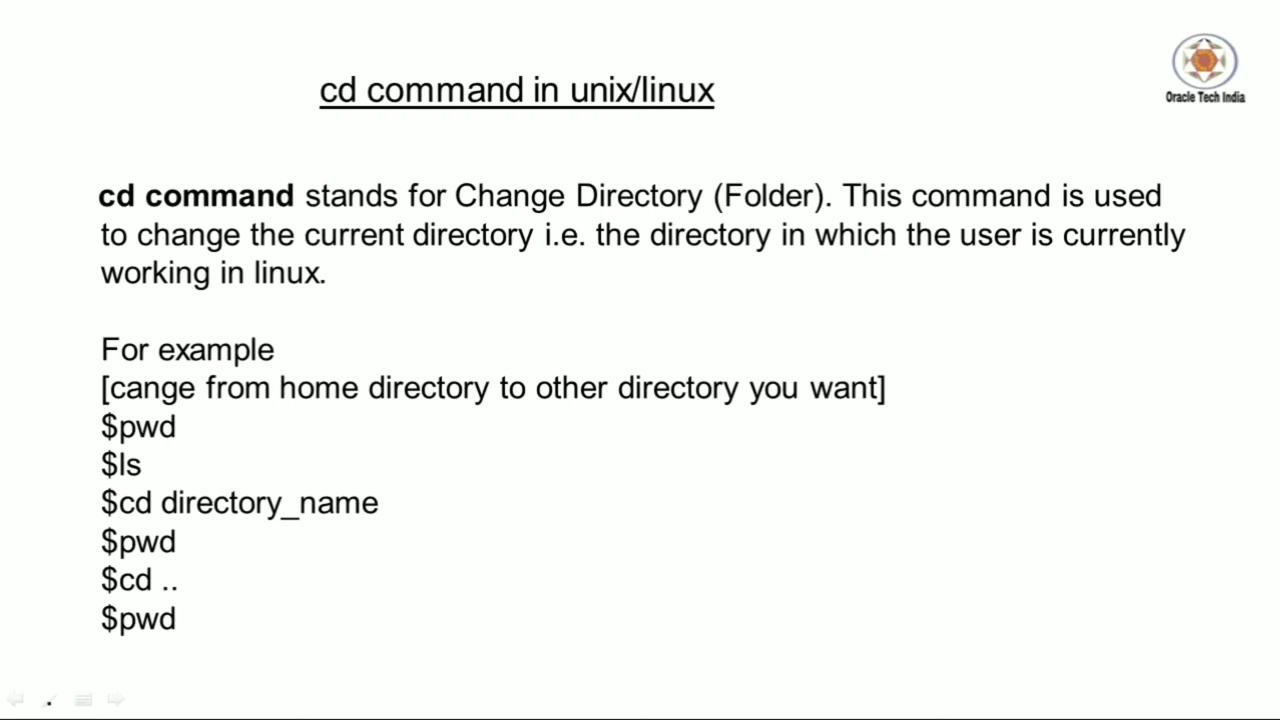 cd command in unix/linux
Oracle Tech India
cd command stands for Change Directory (Folder). This command is used
to change the current directory i.e. the directory in which the user is currently
working in linux.
For example
[cange from home directory to other directory you want]
$pwd
$ls
$cd directory_name
$pwd
$cd ..
$pwd